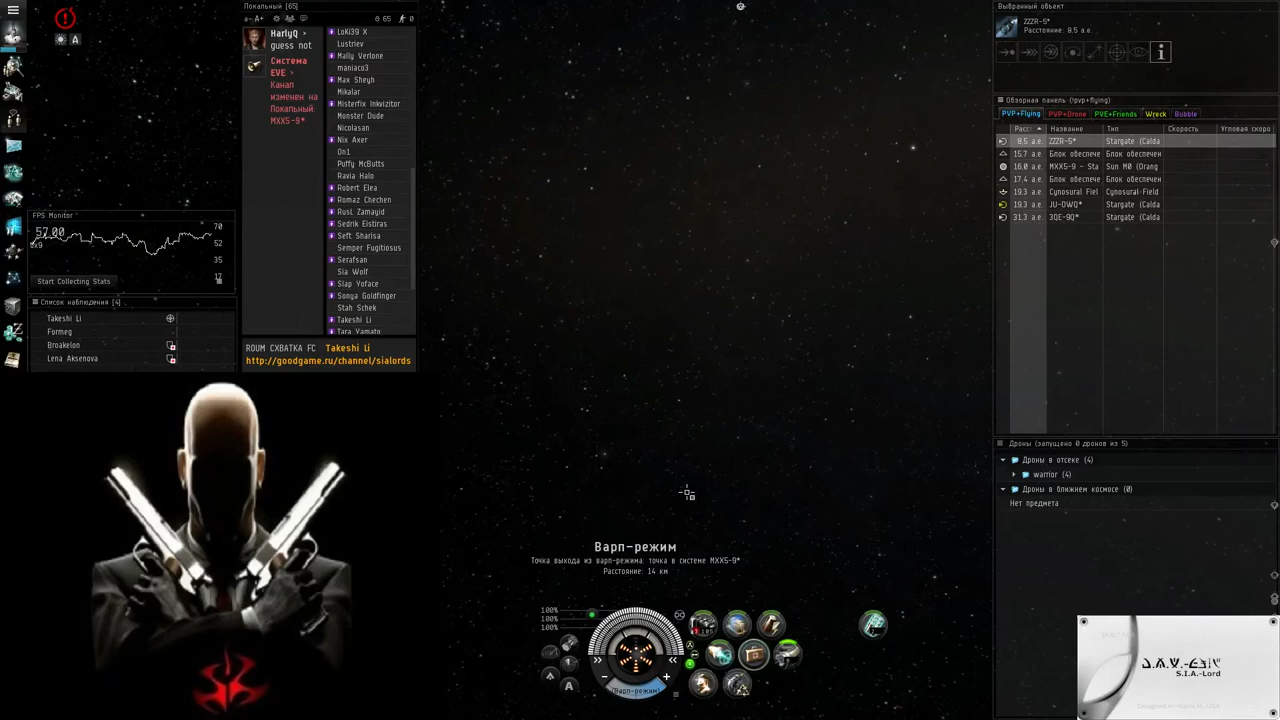 Локальный [65]
65
0
HarlyQ >
guess not
Система
EVE >
Канал
изменен на
Покальный:
MXX5-9*
LoKi39 X
Lustriev
Mally Verlone
maniaco3
Max Sheyh
Mikalar
Misterfix Inkvizitor
Monster Dude
Nicolasan
Nix Axer
On1
Puffy McButts
Ravia Halo
Robert Elea
Romaz Chechen
RusL Zamayid
Sedrik Eistiras
Seft Sharisa
Semper Fugitiosus
Serafsan
Sia Wolf
Slap Yoface
Sonya Goldfinger
Stah Schek
Takeshi Li
Tara Yamato
FPS Monitor
57.00
70
52
35
17
Start Collecting Stats
Список наблюдения [4]
Takeshi Li
Formeg
Broakelon
Lena Aksenova
ROUM CXBATKA FC Takeshi Li
http://goodgame.ru/channel/sialords
Выбранный объект
ZZZR-5*
Расстояние: 8.5 а.е.
Обзорная панель (!pvp+flying)
PVP+Flying PVP+Drone PVE+Friends Wreck Bubble
Расст Название Тип Скорость Угловая скоро
8.5 а.е. ZZZR-5* Stargate (Calda
15.7 а.е. Блок обеспече Блок обеспечен
16.0 а.е. MXX5-9 - Sta Sun M0 (Orang
17.4 а.е. Блок обеспече Блок обеспечен
19.3 а.е. Cynosural Fiel Cynosural Field
19.3 а.е. JU-OWQ* Stargate (Calda
31.3 а.е. 3QE-9Q* Stargate (Calda
Дроны (запущено 0 дронов из 5)
Дроны в отсеке (4)
warrior (4)
Дроны в ближнем космосе (0)
Нет предмета
Варп-режим
Точка выхода из варп-режима: точка в системе MXX5-9*
Расстояние: 14 км
100%
100%
100%
(Варп-режим)
S.I.A.-Lord